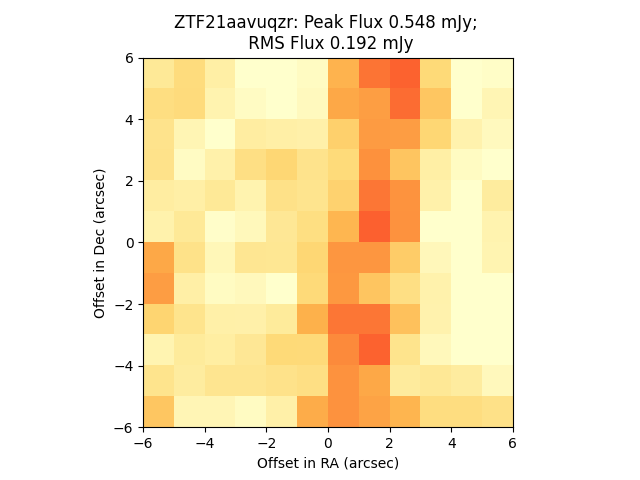 ZTF21aavuqzr: Peak Flux 0.548 mJy;
RMS Flux 0.192 mJy
6
4
2
0
−2
−4
−6
Offset in Dec (arcsec)
−6 −4 −2 0 2 4 6
Offset in RA (arcsec)